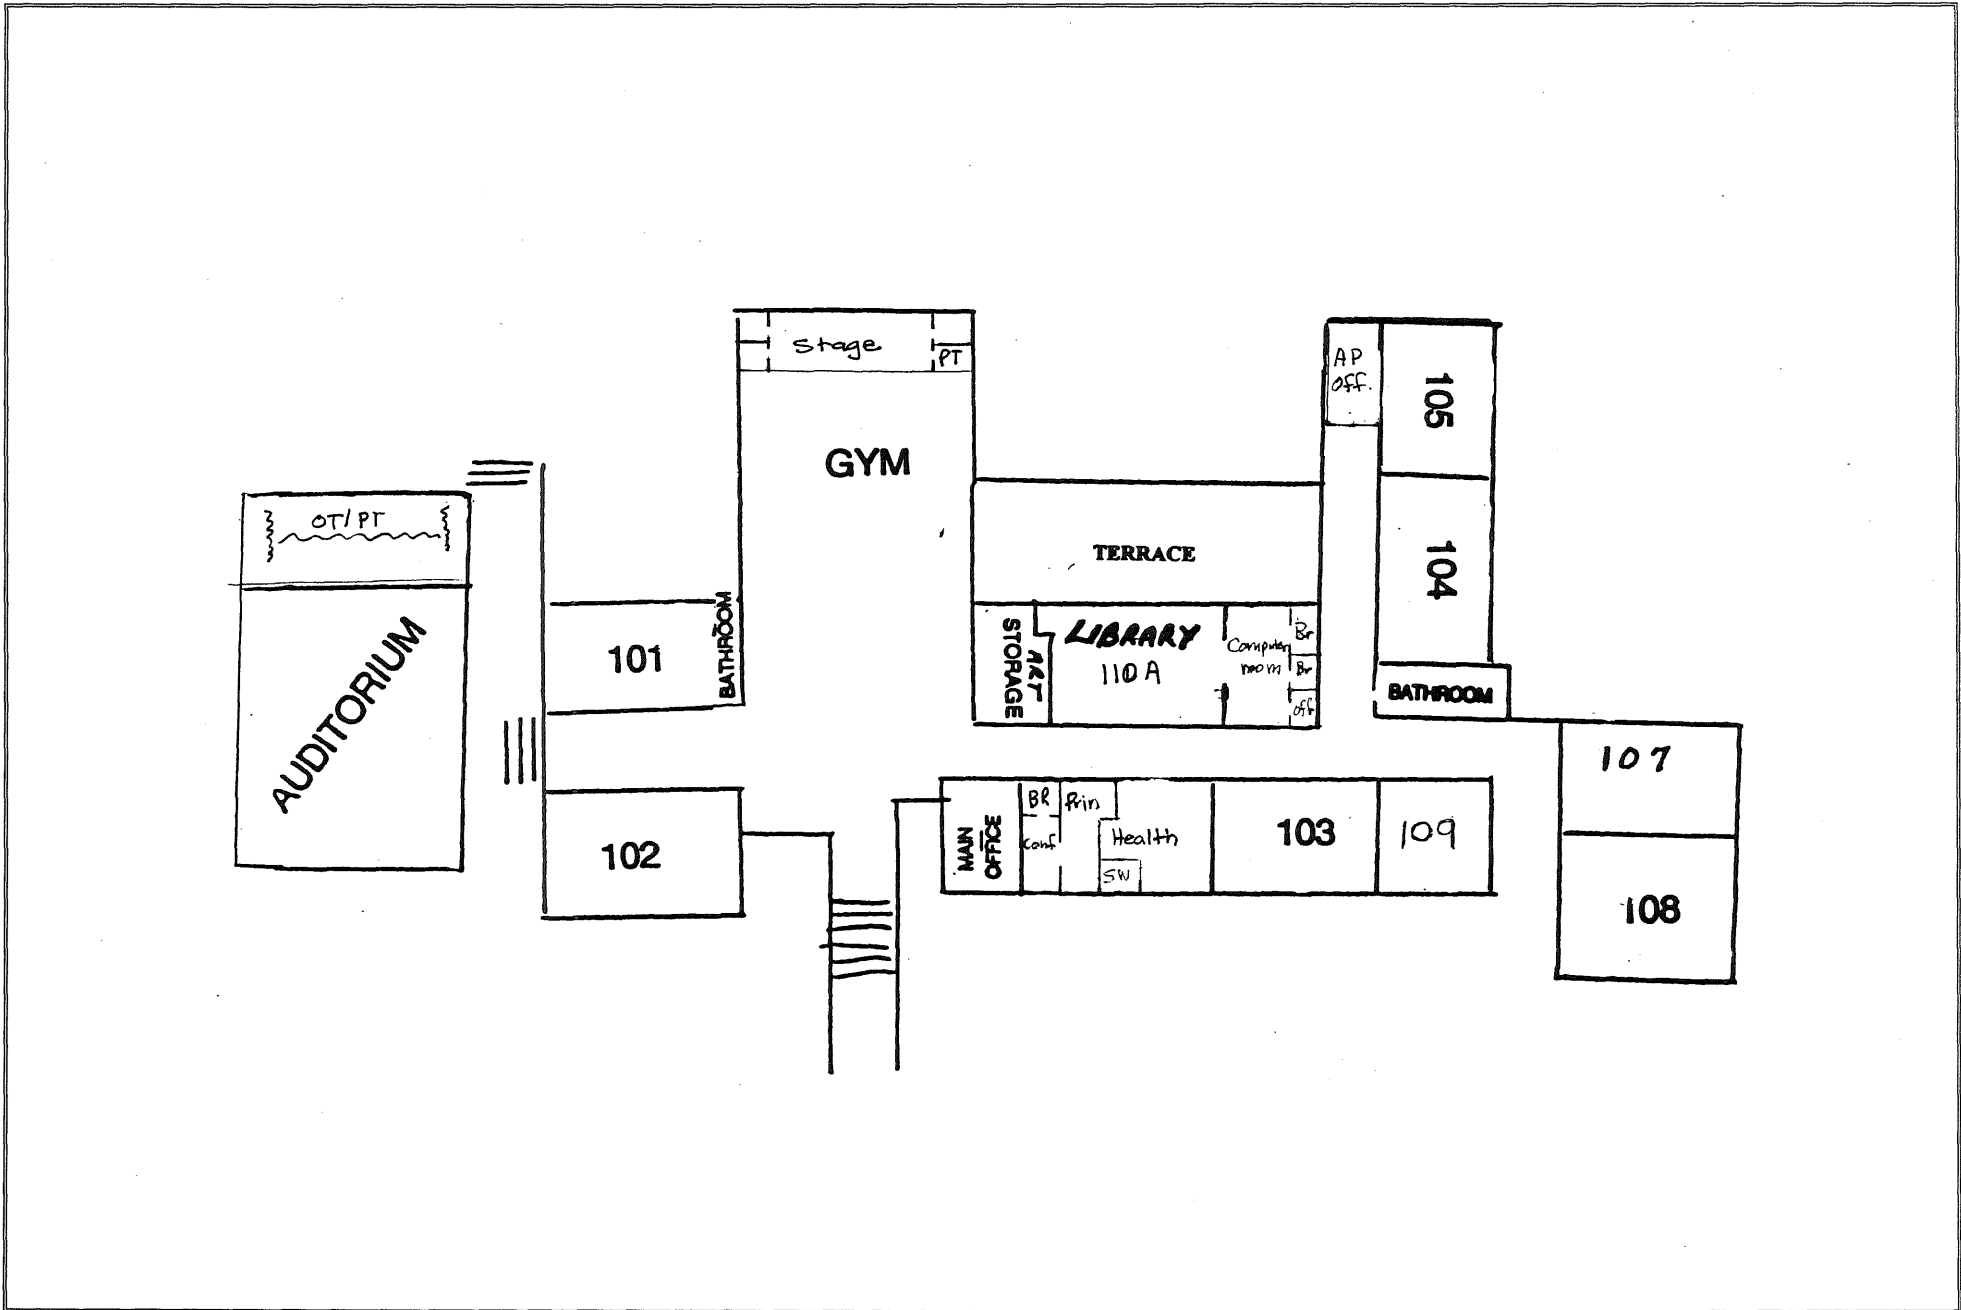 Stage
PT
AP
off.
105
GYM
OT/PT
TERRACE
104
AUDITORIUM
101
BATHROOM
ART
STORAGE
LIBRARY
110A
Computer
room
Br
Br
off
BATHROOM
107
102
MAIN
OFFICE
BR
Conf
Prin
Health
SW
103
109
108